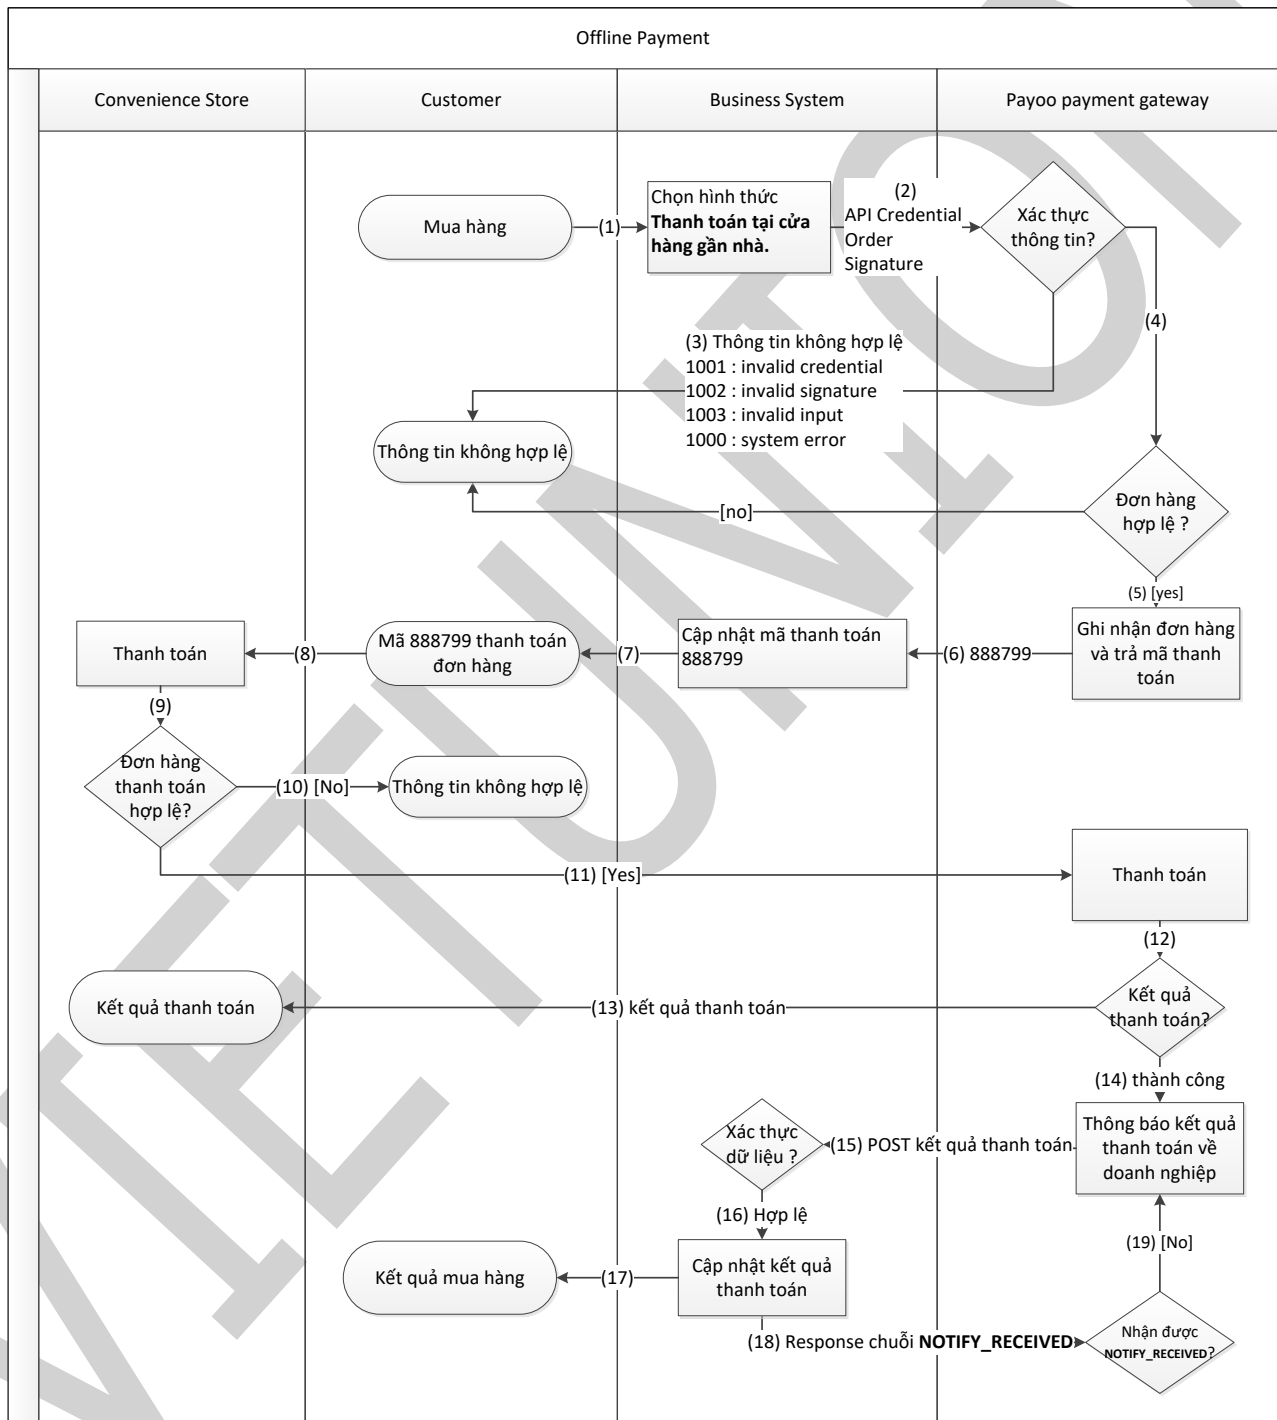 Offline Payment
Convenience Store
Customer
Business System
Payoo payment gateway
Mua hàng
(1)
Chọn hình thức
Thanh toán tại cửa
hàng gần nhà.
(2)
API Credential
Order
Signature
Xác thực
thông tin?
(4)
(3) Thông tin không hợp lệ
1001 : invalid credential
1002 : invalid signature
1003 : invalid input
1000 : system error
Thông tin không hợp lệ
[no]
Đơn hàng
hợp lệ ?
(5) [yes]
Thanh toán
(8)
Mã 888799 thanh toán
đơn hàng
(7)
Cập nhật mã thanh toán
888799
(6) 888799
Ghi nhận đơn hàng
và trả mã thanh
toán
(9)
Đơn hàng
thanh toán
hợp lệ?
(10) [No]
Thông tin không hợp lệ
(11) [Yes]
Thanh toán
(12)
Kết quả thanh toán
(13) kết quả thanh toán
Kết quả
thanh toán?
(14) thành công
Xác thực
dữ liệu ?
(15) POST kết quả thanh toán
Thông báo kết quả
thanh toán về
doanh nghiệp
(16) Hợp lệ
(19) [No]
Kết quả mua hàng
(17)
Cập nhật kết quả
thanh toán
(18) Response chuỗi NOTIFY_RECEIVED
Nhận được
NOTIFY_RECEIVED?
VIETUNION